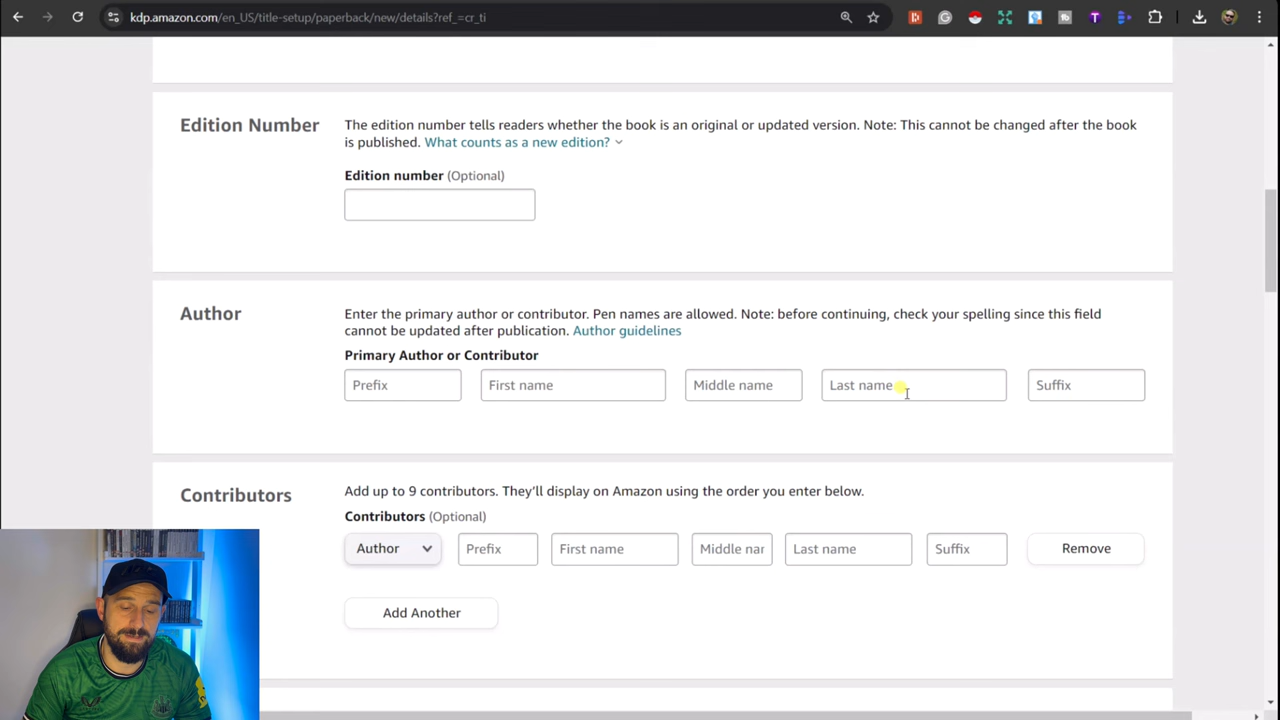 kdp.amazon.com/en_US/title-setup/paperback/new/details?ref_=cr_ti
Edition Number
The edition number tells readers whether the book is an original or updated version. Note: This cannot be changed after the book
is published. What counts as a new edition?
Edition number (Optional)
Author
Enter the primary author or contributor. Pen names are allowed. Note: before continuing, check your spelling since this field
cannot be updated after publication. Author guidelines
Primary Author or Contributor
Prefix First name Middle name Last name Suffix
Contributors
Add up to 9 contributors. They'll display on Amazon using the order you enter below.
Contributors (Optional)
Author Prefix First name Middle nar Last name Suffix Remove
Add Another